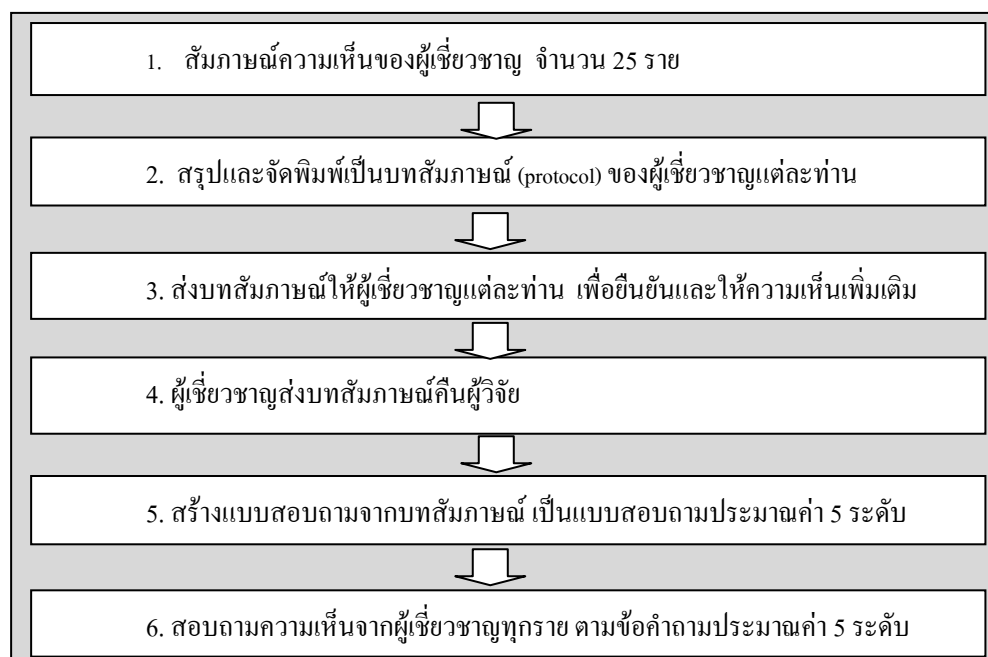 1. สัมภาษณ์ความเห็นของผู้เชี่ยวชาญ จำนวน 25 ราย
2. สรุปและจัดพิมพ์เป็นบทสัมภาษณ์ (protocol) ของผู้เชี่ยวชาญแต่ละท่าน
3. ส่งบทสัมภาษณ์ให้ผู้เชี่ยวชาญแต่ละท่าน เพื่อยืนยันและให้ความเห็นเพิ่มเติม
4. ผู้เชี่ยวชาญส่งบทสัมภาษณ์คืนผู้วิจัย
5. สร้างแบบสอบถามจากบทสัมภาษณ์ เป็นแบบสอบถามประมาณค่า 5 ระดับ
6. สอบถามความเห็นจากผู้เชี่ยวชาญทุกราย ตามข้อคำถามประมาณค่า 5 ระดับ